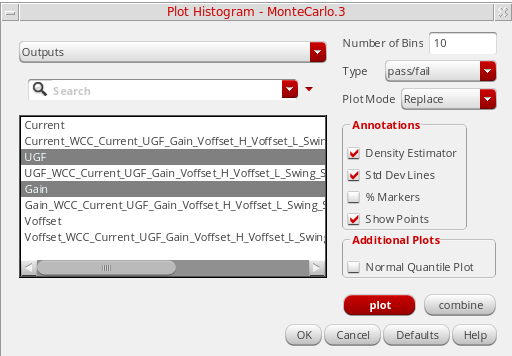 Plot Histogram - MonteCarlo.3
Outputs
Search
Current
Current_WCC_Current_UGF_Gain_Voffset_H_Voffset_L_Swing
UGF
UGF_WCC_Current_UGF_Gain_Voffset_H_Voffset_L_Swing_S
Gain
Gain_WCC_Current_UGF_Gain_Voffset_H_Voffset_L_Swing_S
Voffset
Voffset_WCC_Current_UGF_Gain_Voffset_H_Voffset_L_Swing
Number of Bins 10
Type pass/fail
Plot Mode Replace
Annotations
Density Estimator
Std Dev Lines
% Markers
Show Points
Additional Plots
Normal Quantile Plot
plot combine
OK Cancel Defaults Help